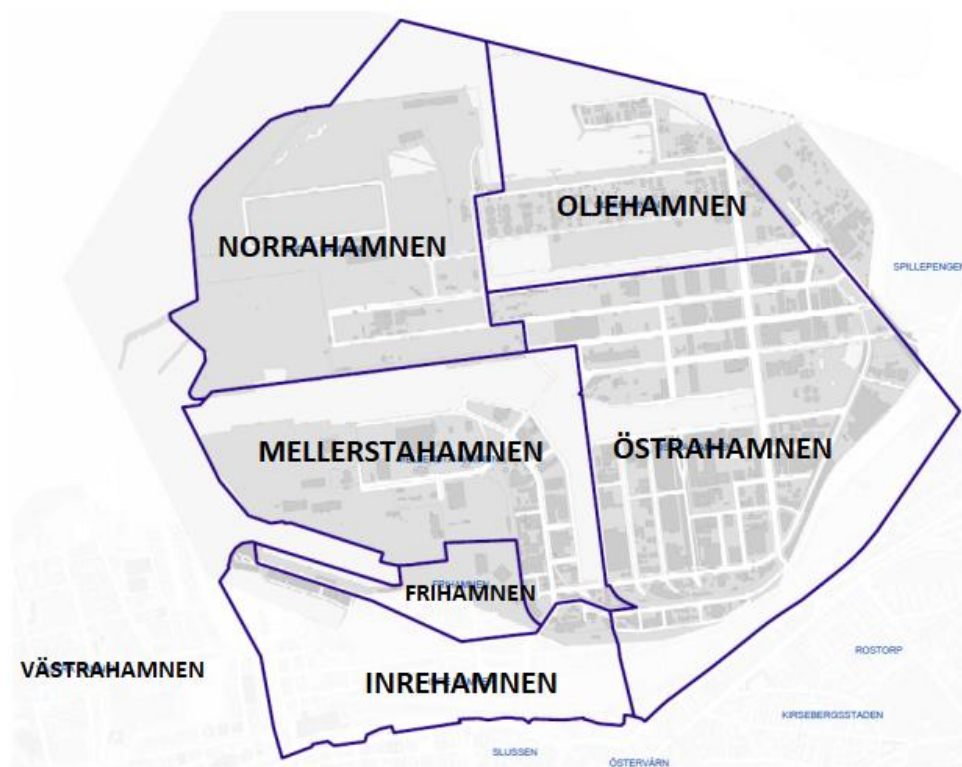 OLJEHAMNEN
NORRAHAMNEN
SPILLEPENGEN
MELLERSTAHAMNEN
ÖSTRAHAMNEN
FRIHAMNEN
FRIHAMNEN
VÄSTRAHAMNEN
INREHAMNEN
ROSTORP
KIRSEBERGSSTADEN
SLUSSEN
ÖSTERVÄRN